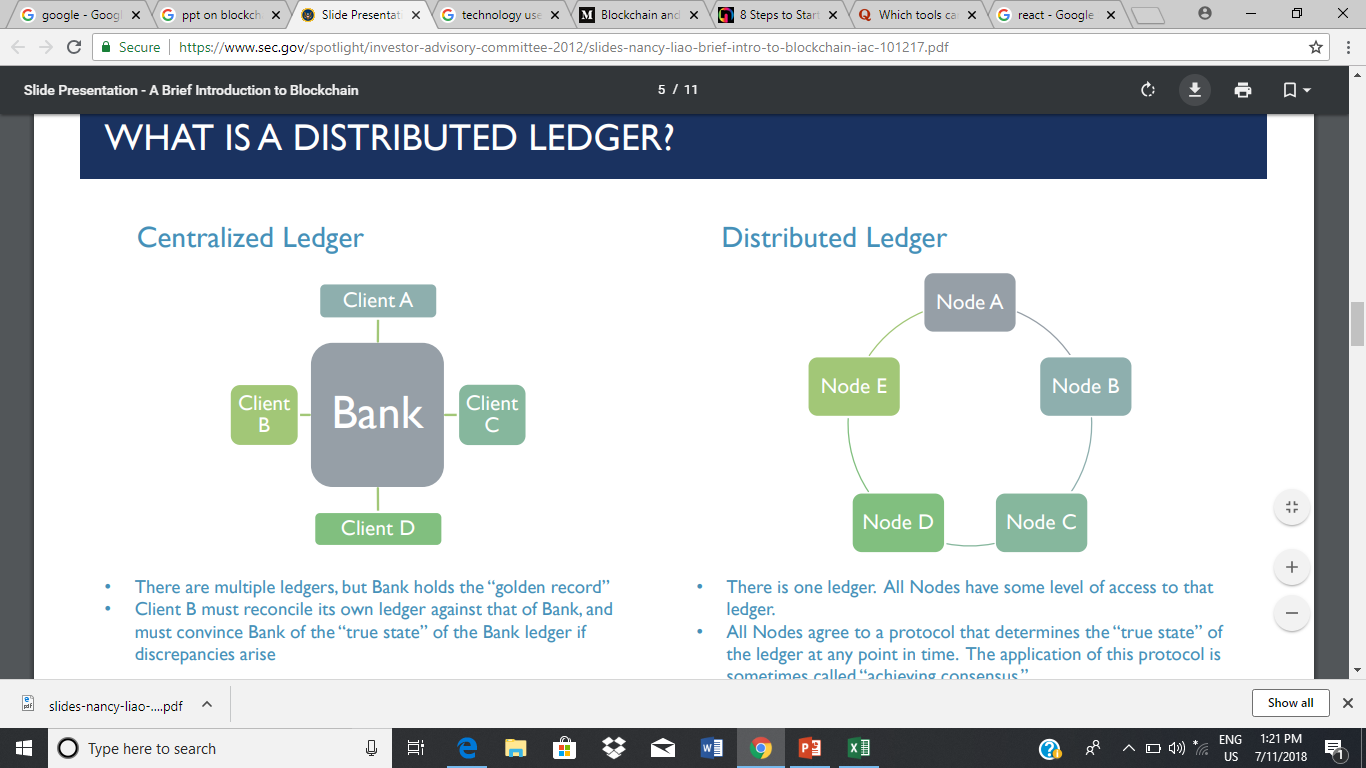 google - Googl
ppt on blockch
Slide Presentati
technology use
Blockchain and
8 Steps to Start
Which tools ca
react - Google
Secure
https://www.sec.gov/spotlight/investor-advisory-committee-2012/slides-nancy-liao-brief-intro-to-blockchain-iac-101217.pdf
Slide Presentation - A Brief Introduction to Blockchain
5 / 11
WHAT IS A DISTRIBUTED LEDGER?
Centralized Ledger
Client A
Client
B
Bank
Client
C
Client D
• There are multiple ledgers, but Bank holds the “golden record”
• Client B must reconcile its own ledger against that of Bank, and
must convince Bank of the “true state” of the Bank ledger if
discrepancies arise
Distributed Ledger
Node A
Node E
Node B
Node D
Node C
• There is one ledger. All Nodes have some level of access to that
ledger.
• All Nodes agree to a protocol that determines the “true state” of
the ledger at any point in time. The application of this protocol is
sometimes called “achieving consensus.”
slides-nancy-liao-....pdf
Show all
Type here to search
ENG
US
1:21 PM
7/11/2018